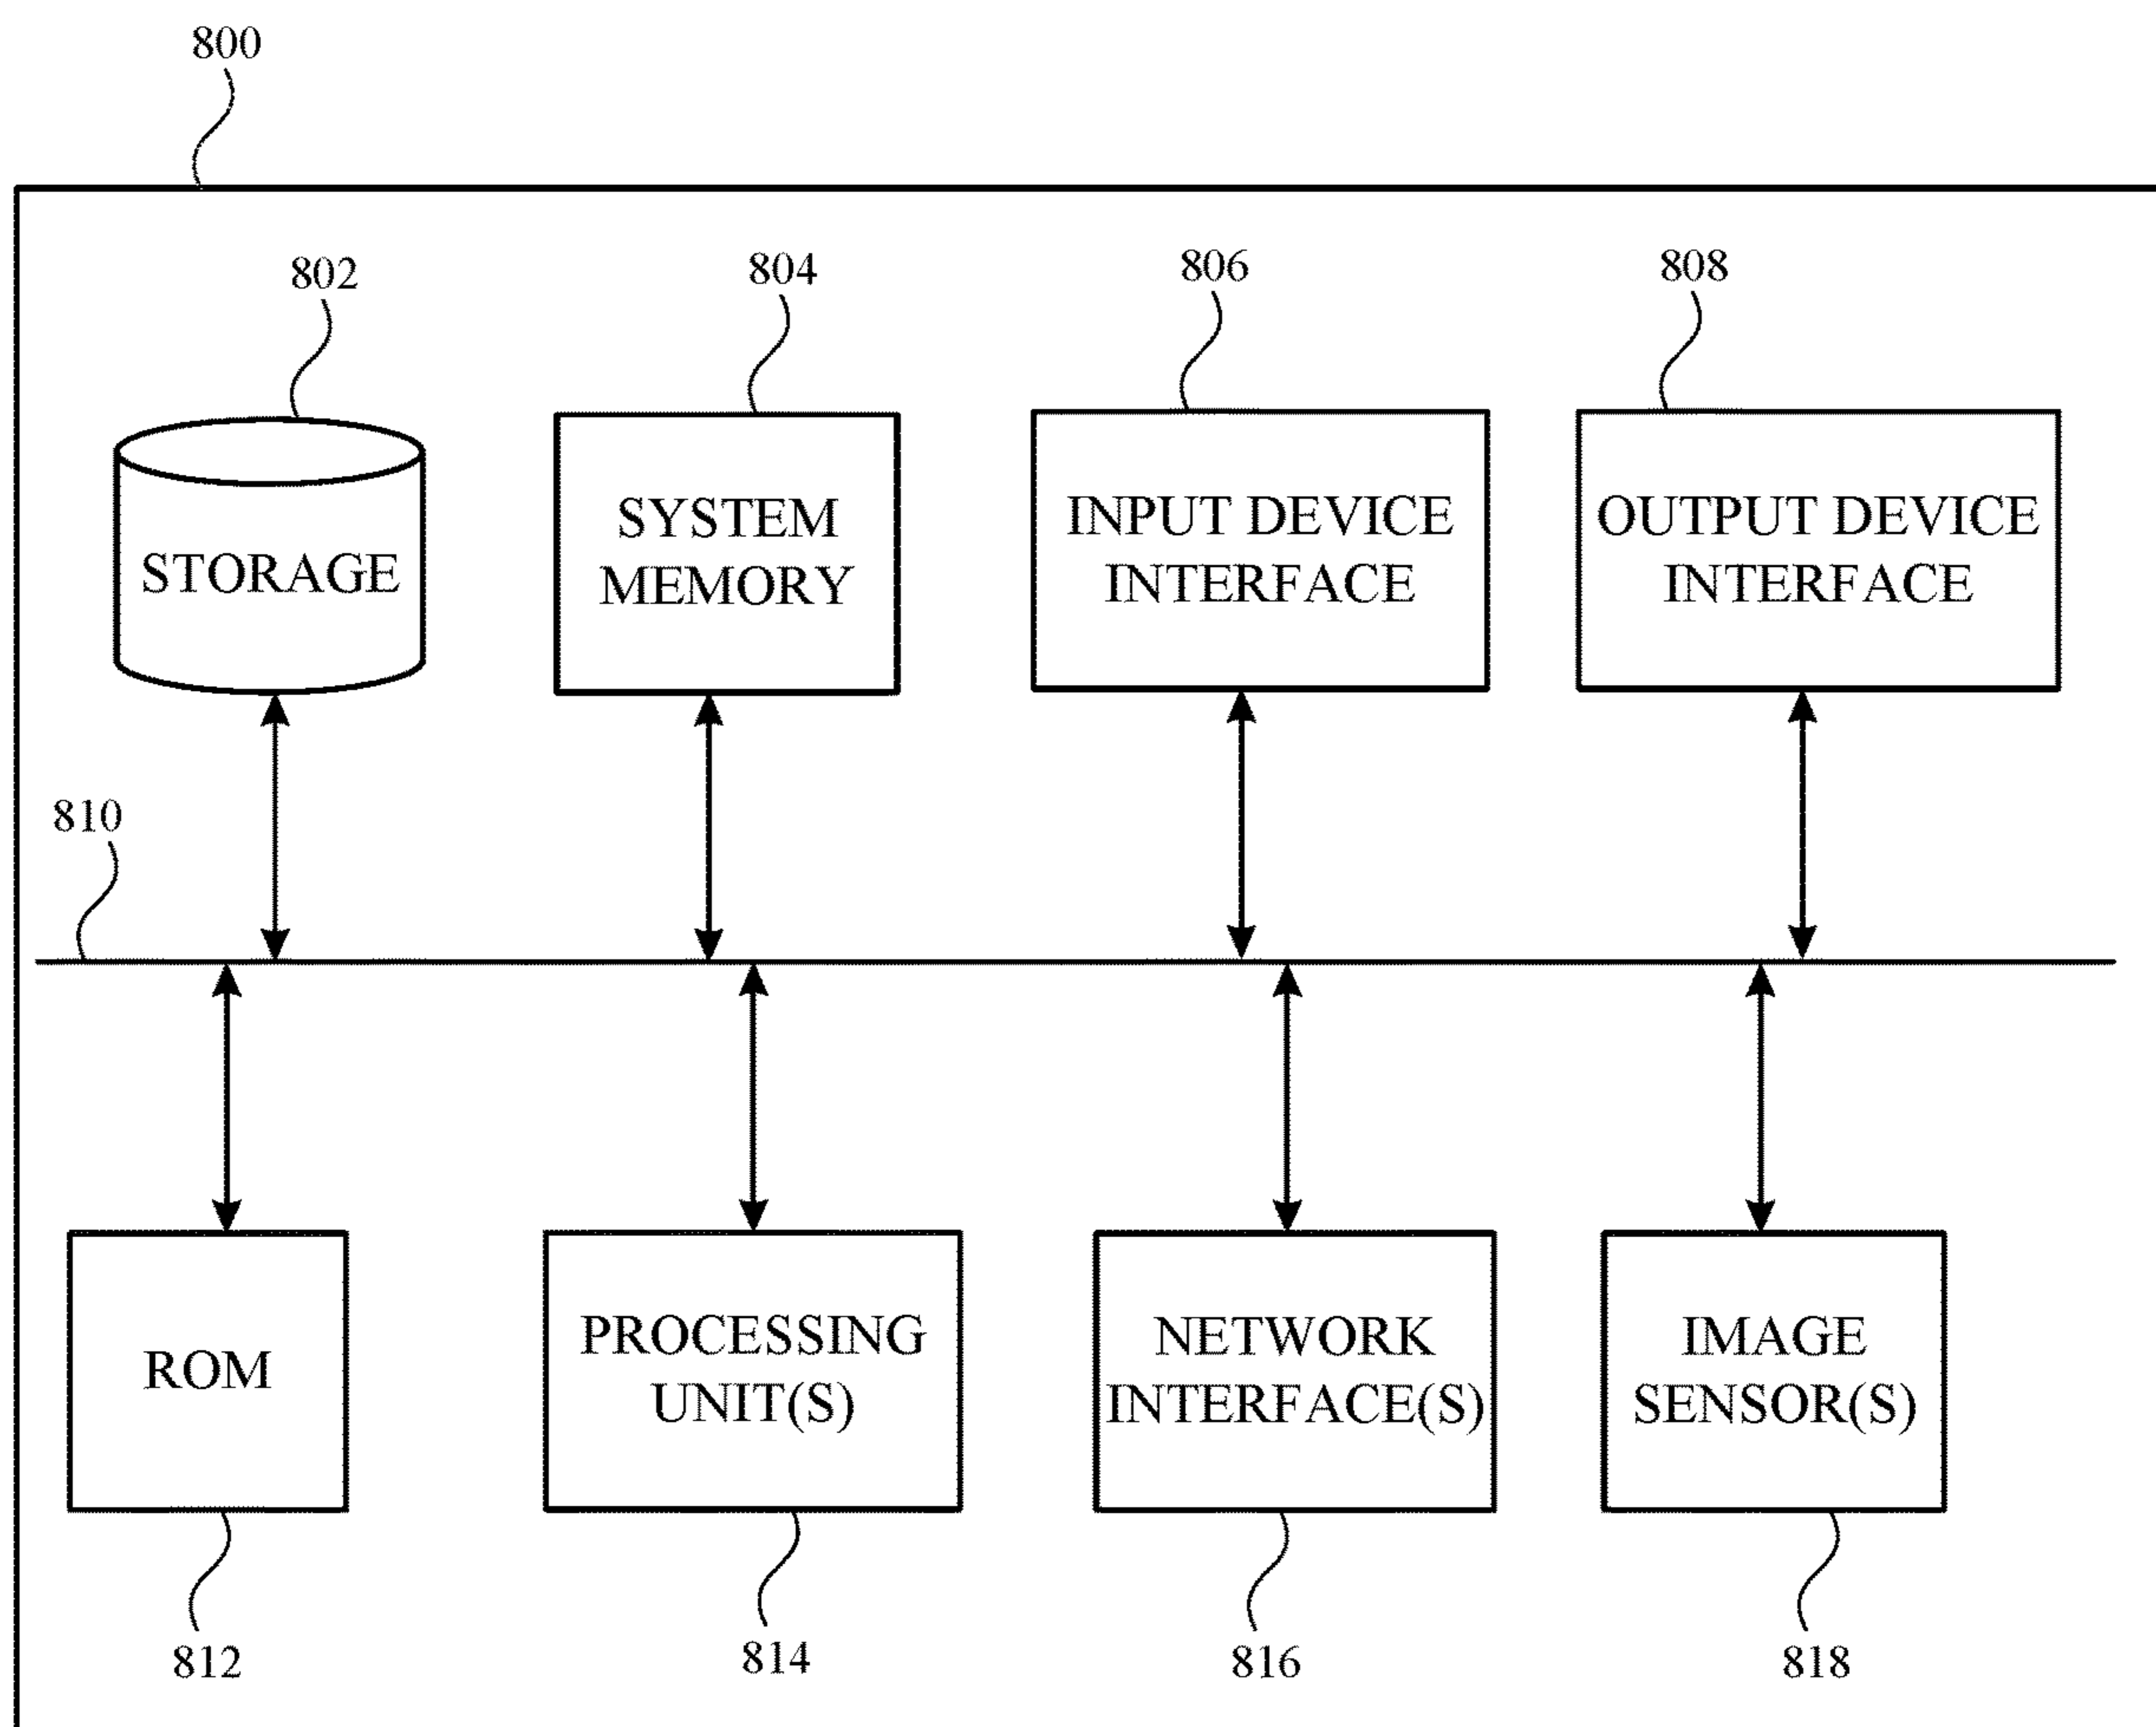 800
802
804
806
808
STORAGE
SYSTEM
MEMORY
INPUT DEVICE
INTERFACE
OUTPUT DEVICE
INTERFACE
810
ROM
PROCESSING
UNIT(S)
NETWORK
INTERFACE(S)
IMAGE
SENSOR(S)
812
814
816
818